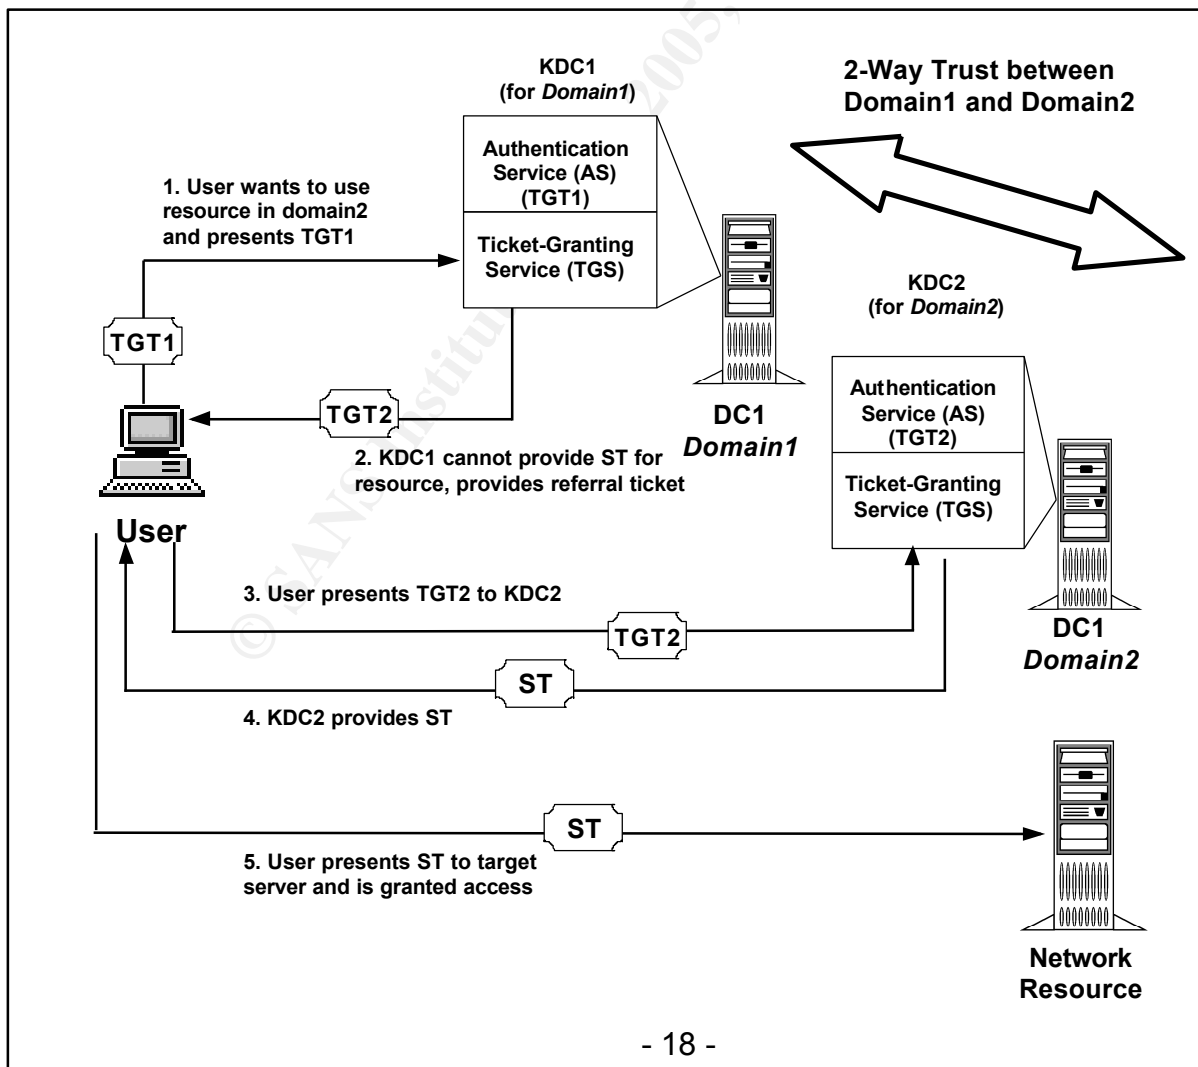 KDC1
(for Domain1)
2-Way Trust between
Domain1 and Domain2
Authentication
Service (AS)
(TGT1)
Ticket-Granting
Service (TGS)
1. User wants to use
resource in domain2
and presents TGT1
TGT1
TGT2
2. KDC1 cannot provide ST for
resource, provides referral ticket
DC1
Domain1
KDC2
(for Domain2)
Authentication
Service (AS)
(TGT2)
Ticket-Granting
Service (TGS)
DC1
Domain2
User
3. User presents TGT2 to KDC2
TGT2
ST
4. KDC2 provides ST
ST
5. User presents ST to target
server and is granted access
Network
Resource
© SANS Institute 2005,
- 18 -